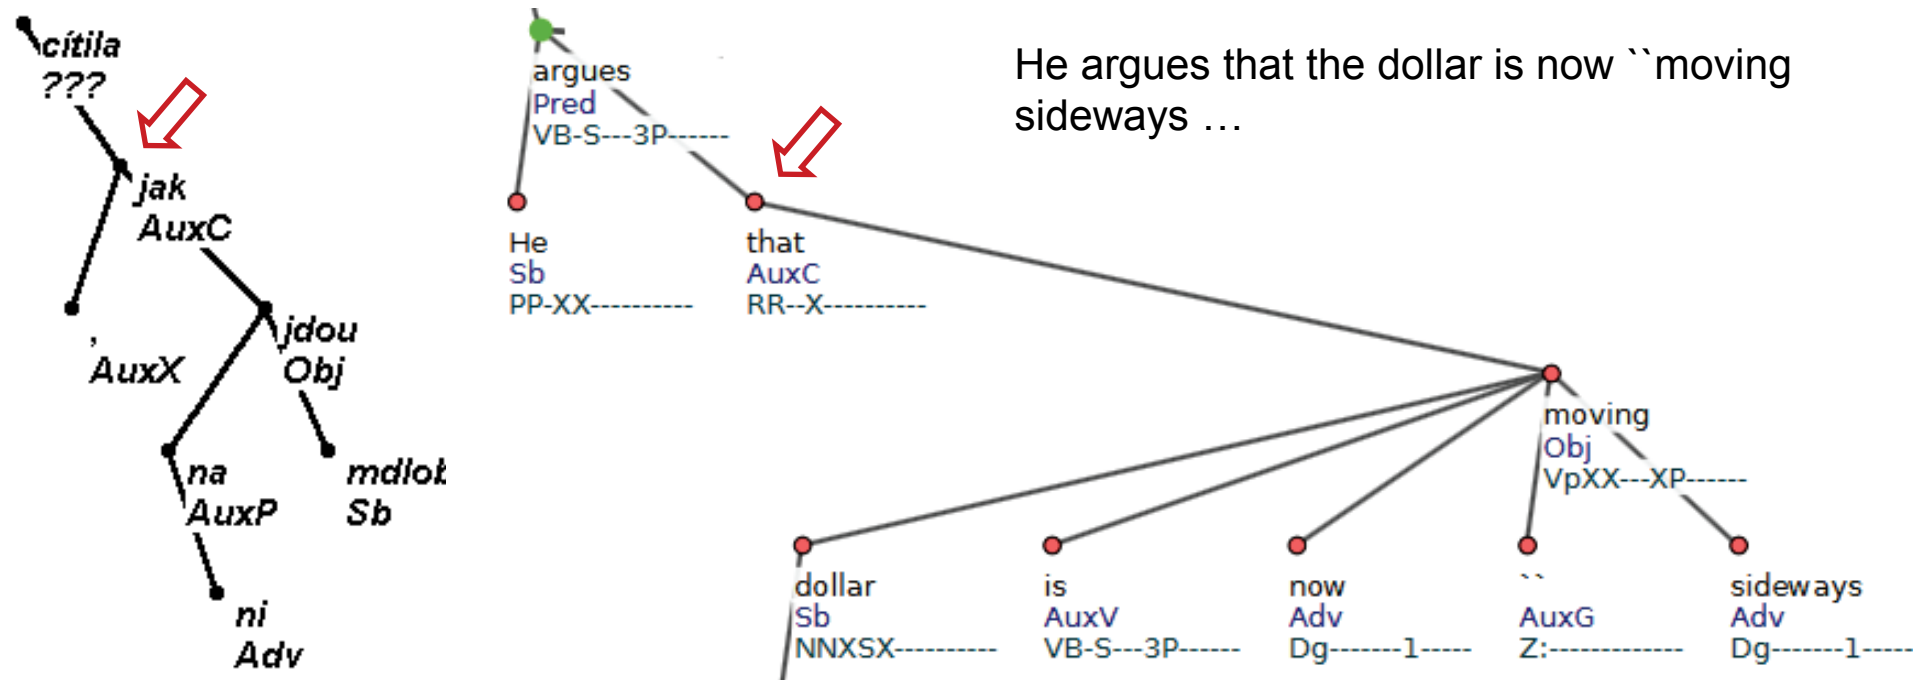 cítila
???
jak
AuxC
,
AuxX
jdou
Obj
na
AuxP
mdlob
Sb
ni
Adv
argues
Pred
VB-S---3P------
He argues that the dollar is now ``moving
sideways …
He
Sb
PP-XX----------
that
AuxC
RR--X----------
moving
Obj
VpXX---XP------
dollar
Sb
NNXSX----------
is
AuxV
VB-S---3P------
now
Adv
Dg-------1-----
``
AuxG
Z:-------------
sideways
Adv
Dg-------1-----